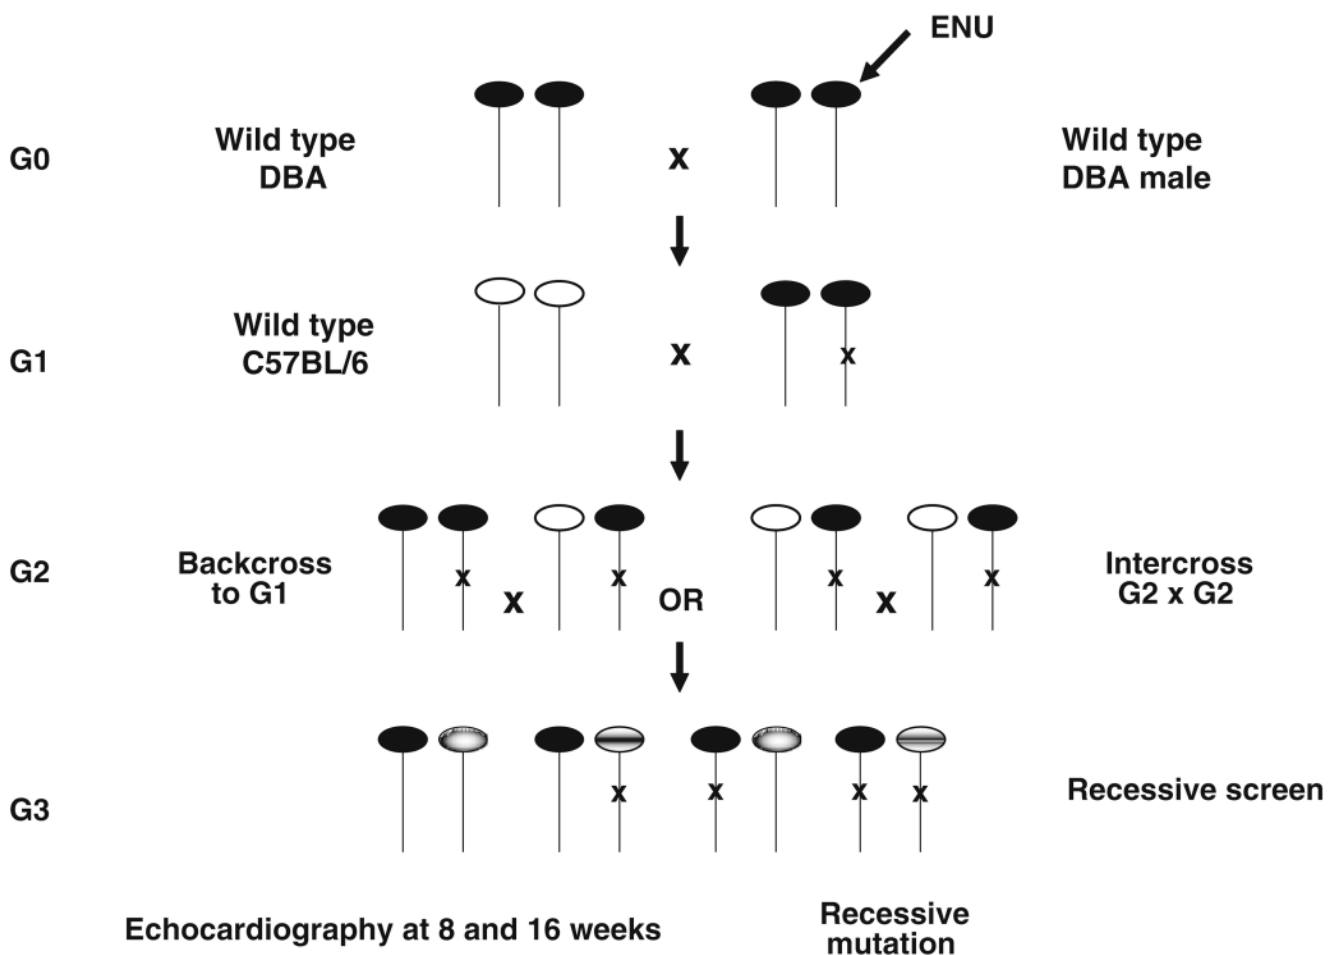 ENU
G0
Wild type
DBA
x
Wild type
DBA male
G1
Wild type
C57BL/6
x
x
G2
Backcross
to G1
x
x
x
OR
x
x
x
Intercross
G2 x G2
G3
x
x
x
x
Recessive screen
Echocardiography at 8 and 16 weeks
Recessive
mutation